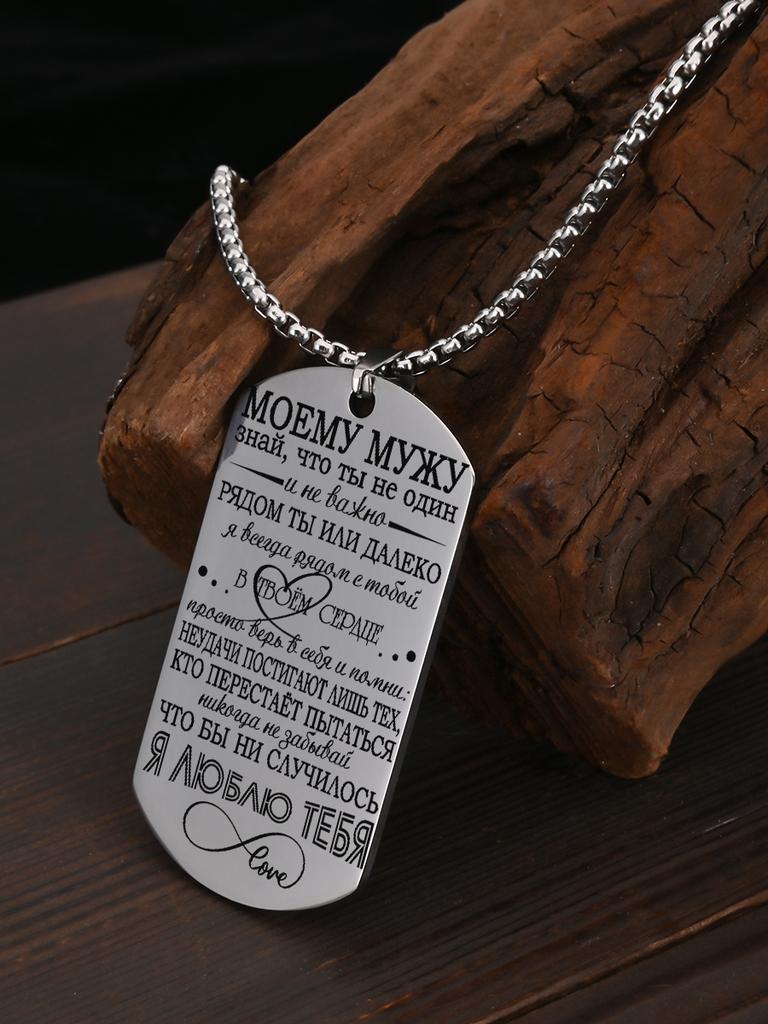 МОЕМУ МУЖУ
знай, что ты не один
и не важно
РЯДОМ ТЫ ИЛИ ДАЛЕКО
я всегда рядом с тобой
В ТВОЁМ СЕРДЦЕ
просто верь в себя и помни:
НЕУДАЧИ ПОСТИГАЮТ ЛИШЬ ТЕХ,
КТО ПЕРЕСТАЁТ ПЫТАТЬСЯ
никогда не забывай
ЧТО БЫ НИ СЛУЧИЛОСЬ
Я ЛЮБЛЮ ТЕБЯ
love